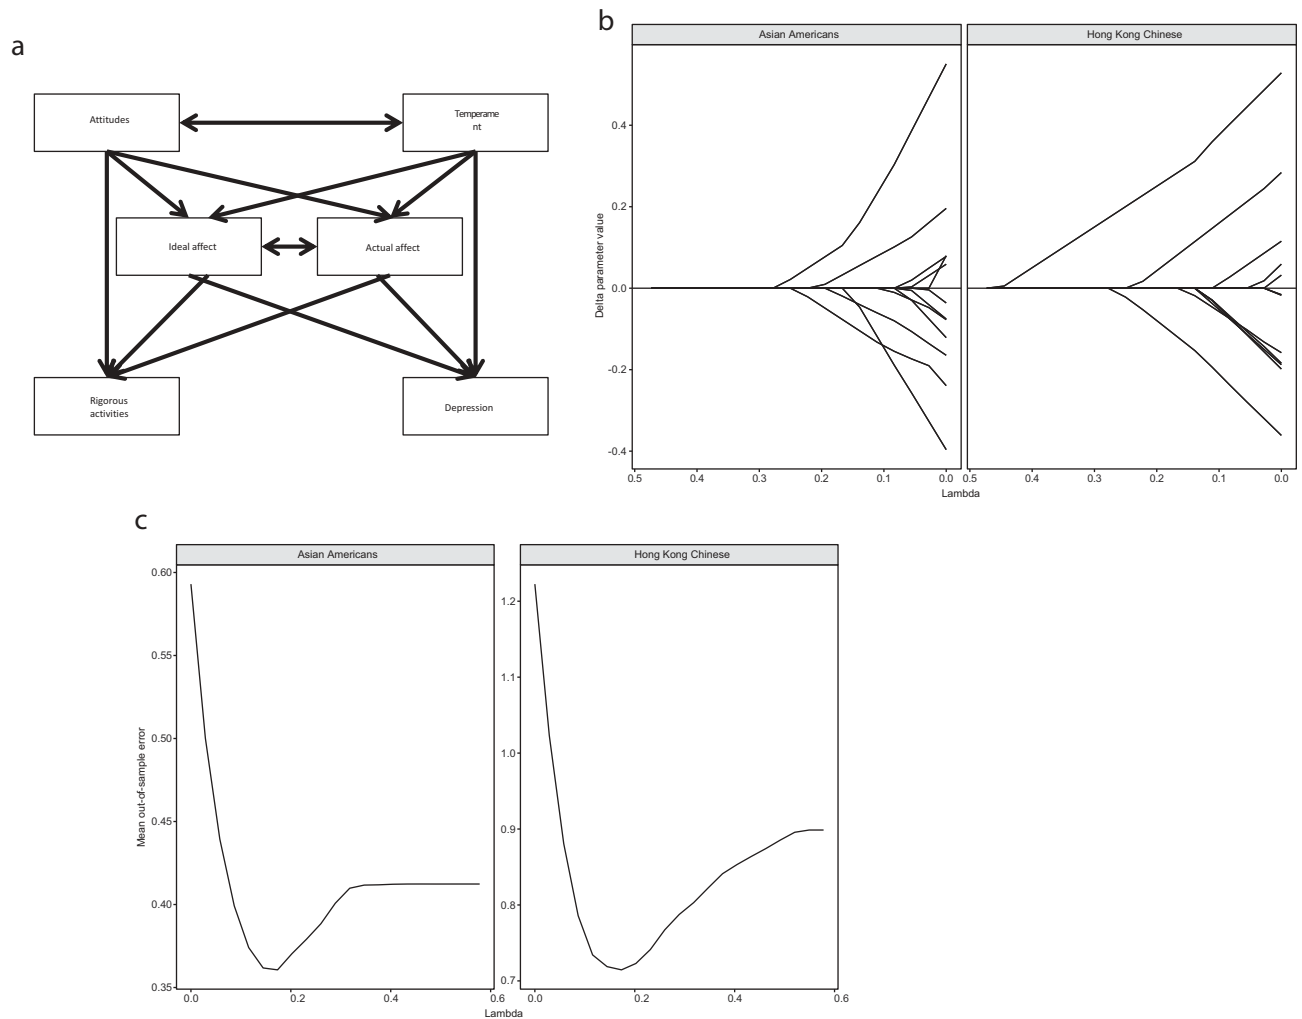 a
Attitudes
Temperame
nt
Ideal affect
Actual affect
Rigorous
activities
Depression
b
Asian Americans
Hong Kong Chinese
Delta parameter value
0.4
0.2
0.0
-0.2
-0.4
0.5 0.4 0.3 0.2 0.1 0.0 0.5 0.4 0.3 0.2 0.1 0.0
Lambda
c
Asian Americans
Hong Kong Chinese
Mean out-of-sample error
0.60
0.55
0.50
0.45
0.40
0.35
1.2
1.1
1.0
0.9
0.8
0.7
0.0 0.2 0.4 0.6 0.0 0.2 0.4 0.6
Lambda